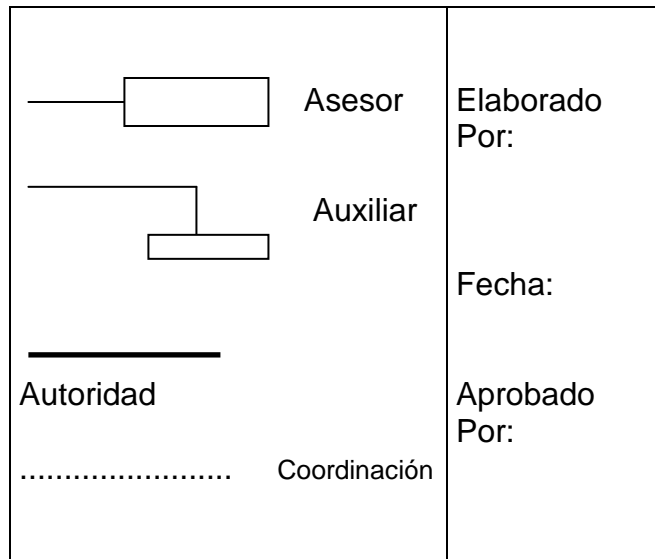 Asesor
Auxiliar
Autoridad
Coordinación
Elaborado
Por:
Fecha:
Aprobado
Por: